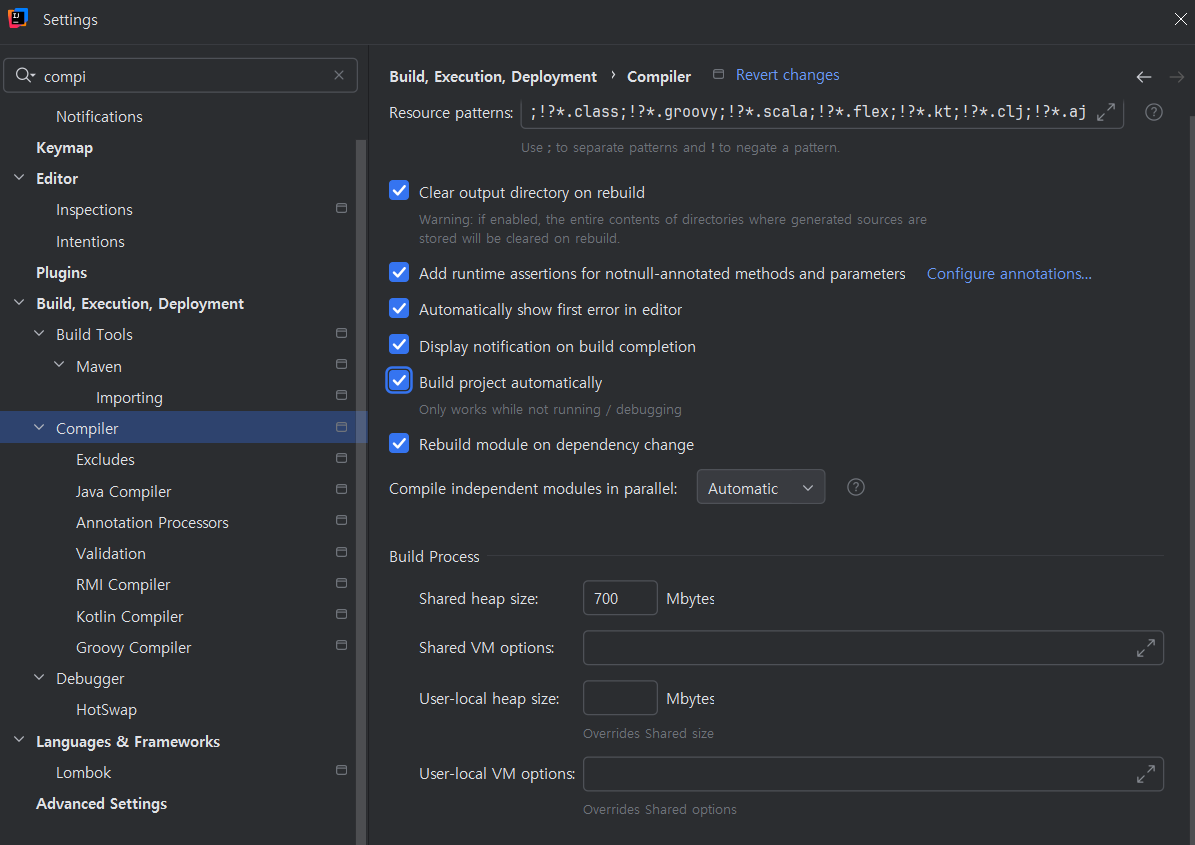 Settings
compi
Notifications
Keymap
Editor
Inspections
Intentions
Plugins
Build, Execution, Deployment
Build Tools
Maven
Importing
Compiler
Excludes
Java Compiler
Annotation Processors
Validation
RMI Compiler
Kotlin Compiler
Groovy Compiler
Debugger
HotSwap
Languages & Frameworks
Lombok
Advanced Settings
Build, Execution, Deployment › Compiler Revert changes
Resource patterns: ;!?*.class;!?*.groovy;!?*.scala;!?*.flex;!?*.kt;!?*.clj;!?*.aj
Use ; to separate patterns and ! to negate a pattern.
Clear output directory on rebuild
Warning: if enabled, the entire contents of directories where generated sources are
stored will be cleared on rebuild.
Add runtime assertions for notnull-annotated methods and parameters Configure annotations...
Automatically show first error in editor
Display notification on build completion
Build project automatically
Only works while not running / debugging
Rebuild module on dependency change
Compile independent modules in parallel: Automatic
Build Process
Shared heap size: 700 Mbytes
Shared VM options:
User-local heap size: Mbytes
Overrides Shared size
User-local VM options:
Overrides Shared options